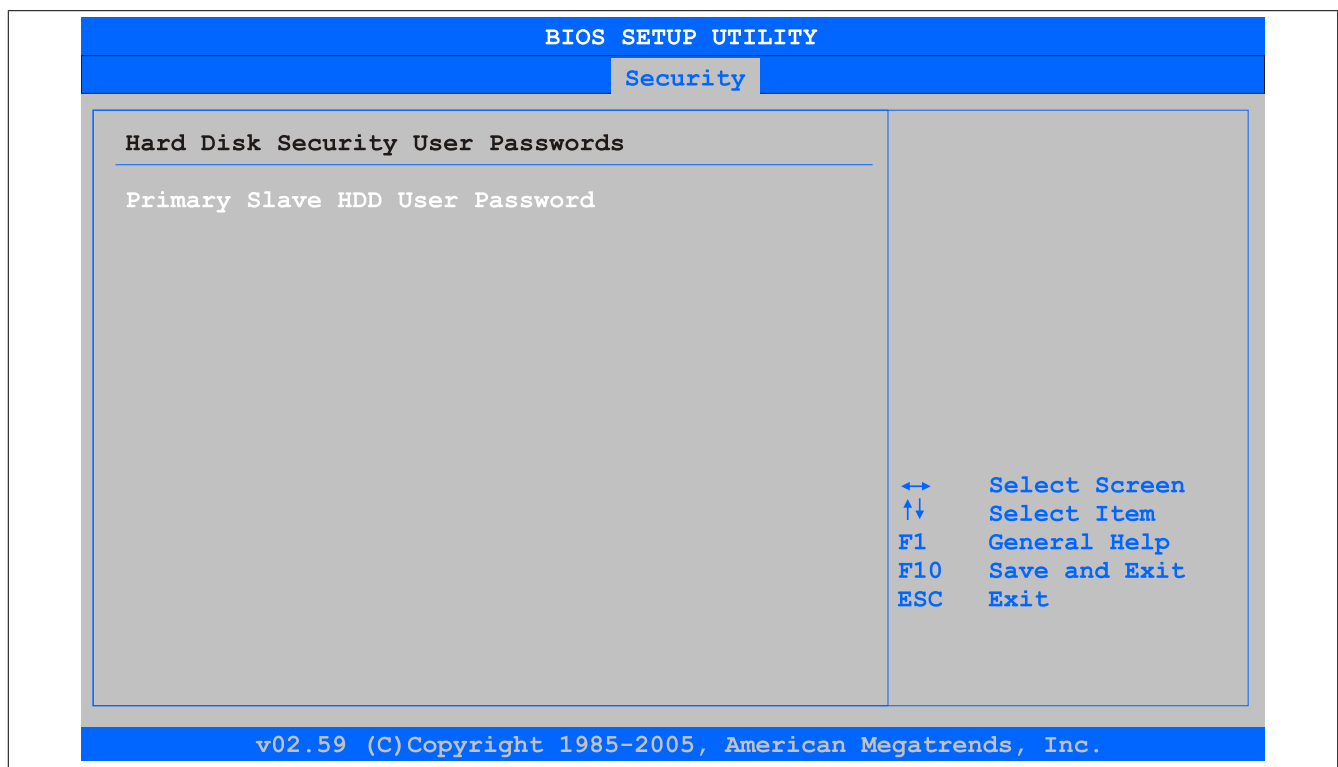 BIOS SETUP UTILITY
Security
Hard Disk Security User Passwords
Primary Slave HDD User Password
↔ Select Screen
↑↓ Select Item
F1 General Help
F10 Save and Exit
ESC Exit
v02.59 (C)Copyright 1985-2005, American Megatrends, Inc.